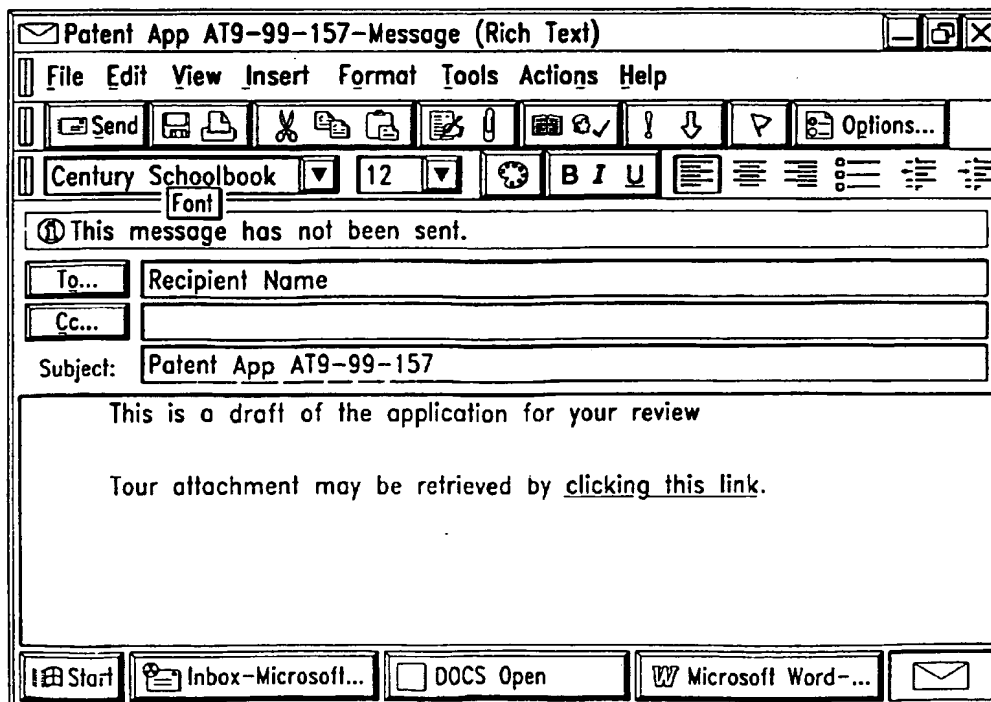 Patent App AT9-99-157-Message (Rich Text)
File Edit View Insert Format Tools Actions Help
Send Options...
Century Schoolbook 12 B I U
Font
This message has not been sent.
To... Recipient Name
Cc...
Subject: Patent App AT9-99-157
This is a draft of the application for your review
Tour attachment may be retrieved by clicking this link.
Start Inbox-Microsoft... DOCS Open W Microsoft Word-...